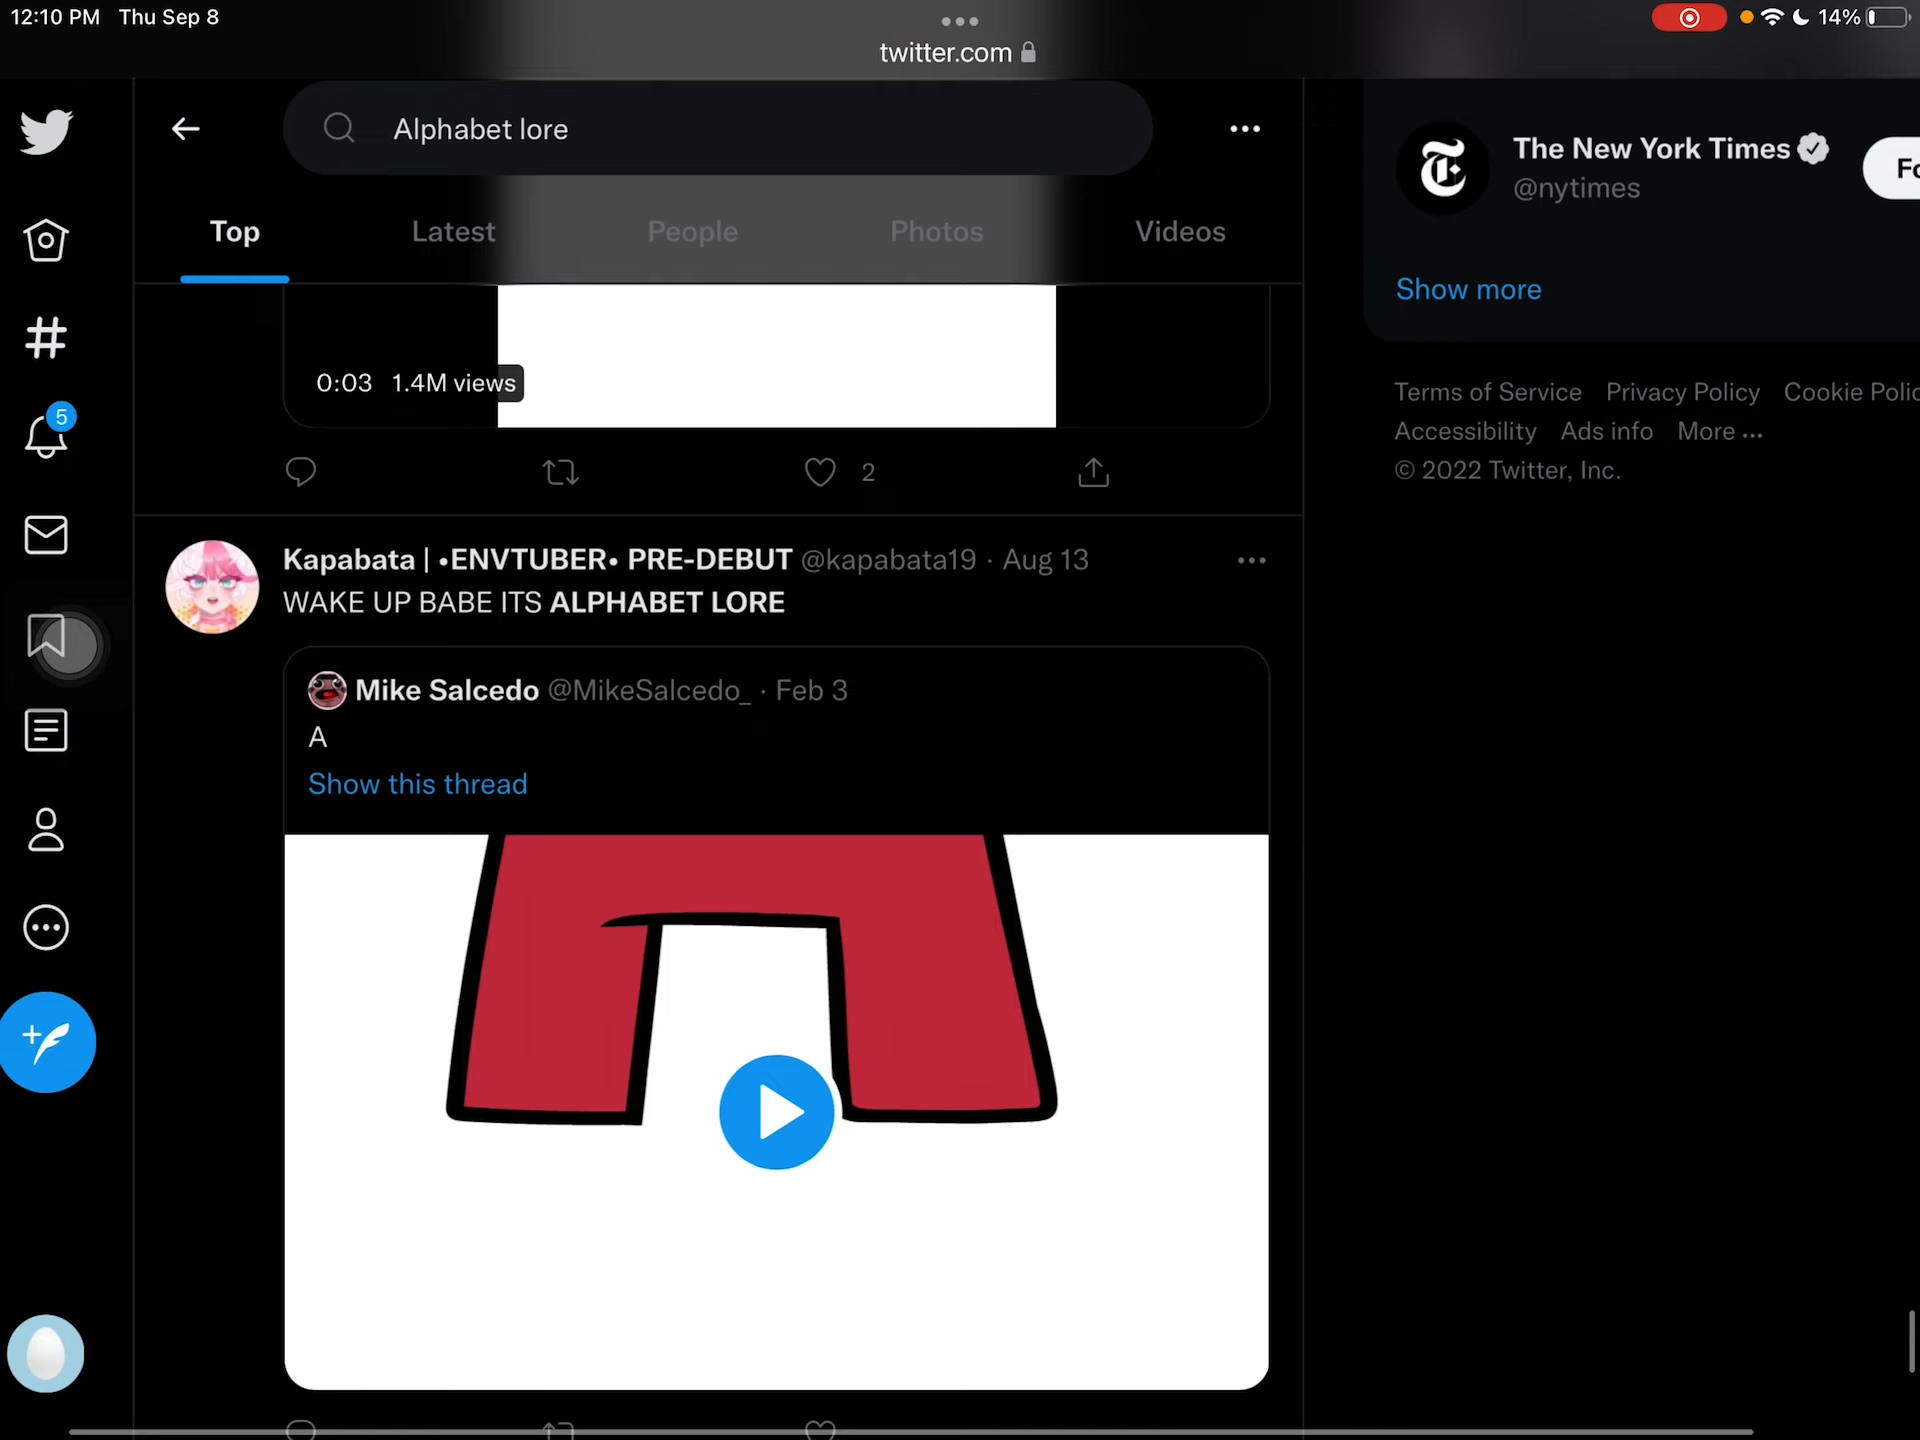 12:10 PM Thu Sep 8
14%
twitter.com
Alphabet lore
Top Latest People Photos Videos
0:03 1.4M views
2
Kapabata | •ENVTUBER• PRE-DEBUT @kapabata19 · Aug 13
WAKE UP BABE ITS ALPHABET LORE
Mike Salcedo @MikeSalcedo_ · Feb 3
A
Show this thread
5
The New York Times
@nytimes
Show more
Terms of Service Privacy Policy Cookie
Accessibility Ads info More ...
© 2022 Twitter, Inc.